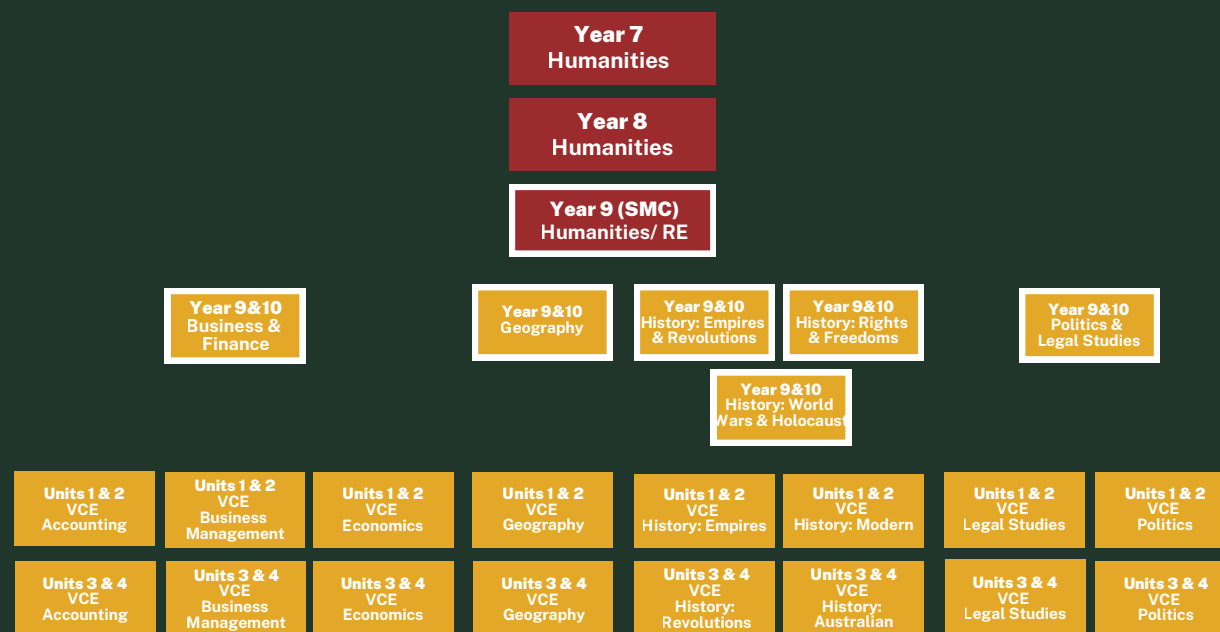 Year 7
Humanities
Year 8
Humanities
Year 9 (SMC)
Humanities/ RE
Year 9&10
Business &
Finance
Year 9&10
Geography
Year 9&10
History: Empires
& Revolutions
Year 9&10
History: Rights
& Freedoms
Year 9&10
Politics &
Legal Studies
Year 9&10
History: World
Wars & Holocaust
Units 1 & 2
VCE
Accounting
Units 1 & 2
VCE
Business
Management
Units 1 & 2
VCE
Economics
Units 1 & 2
VCE
Geography
Units 1 & 2
VCE
History: Empires
Units 1 & 2
VCE
History: Modern
Units 1 & 2
VCE
Legal Studies
Units 1 & 2
VCE
Politics
Units 3 & 4
VCE
Accounting
Units 3 & 4
VCE
Business
Management
Units 3 & 4
VCE
Economics
Units 3 & 4
VCE
Geography
Units 3 & 4
VCE
History:
Revolutions
Units 3 & 4
VCE
History:
Australian
Units 3 & 4
VCE
Legal Studies
Units 3 & 4
VCE
Politics